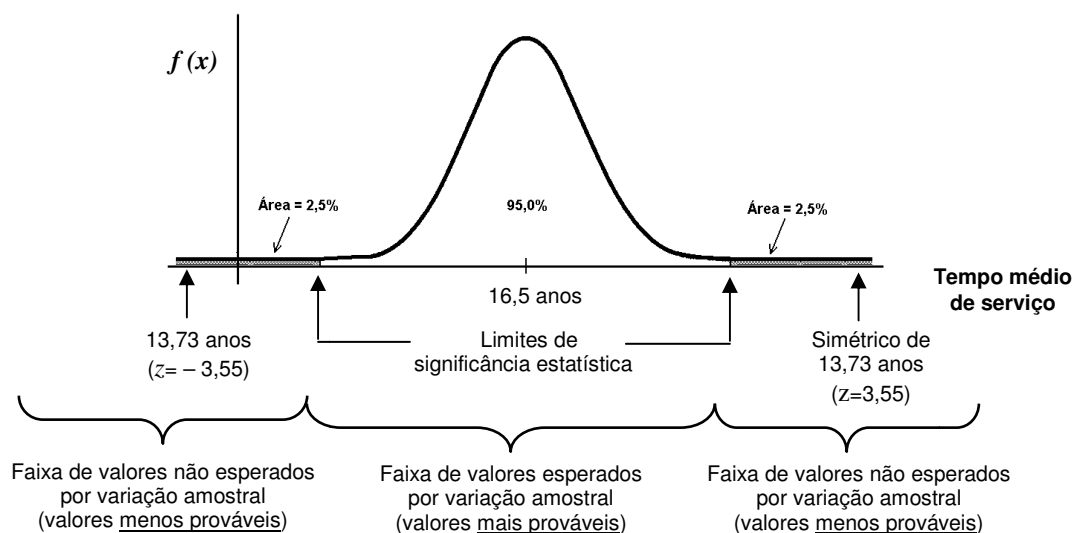 f (x)
Área = 2,5%
95,0%
Área = 2,5%
16,5 anos
Tempo médio
de serviço
13,73 anos
(z= – 3,55)
Limites de
significância estatística
Simétrico de
13,73 anos
(z=3,55)
Faixa de valores não esperados
por variação amostral
(valores menos prováveis)
Faixa de valores esperados
por variação amostral
(valores mais prováveis)
Faixa de valores não esperados
por variação amostral
(valores menos prováveis)